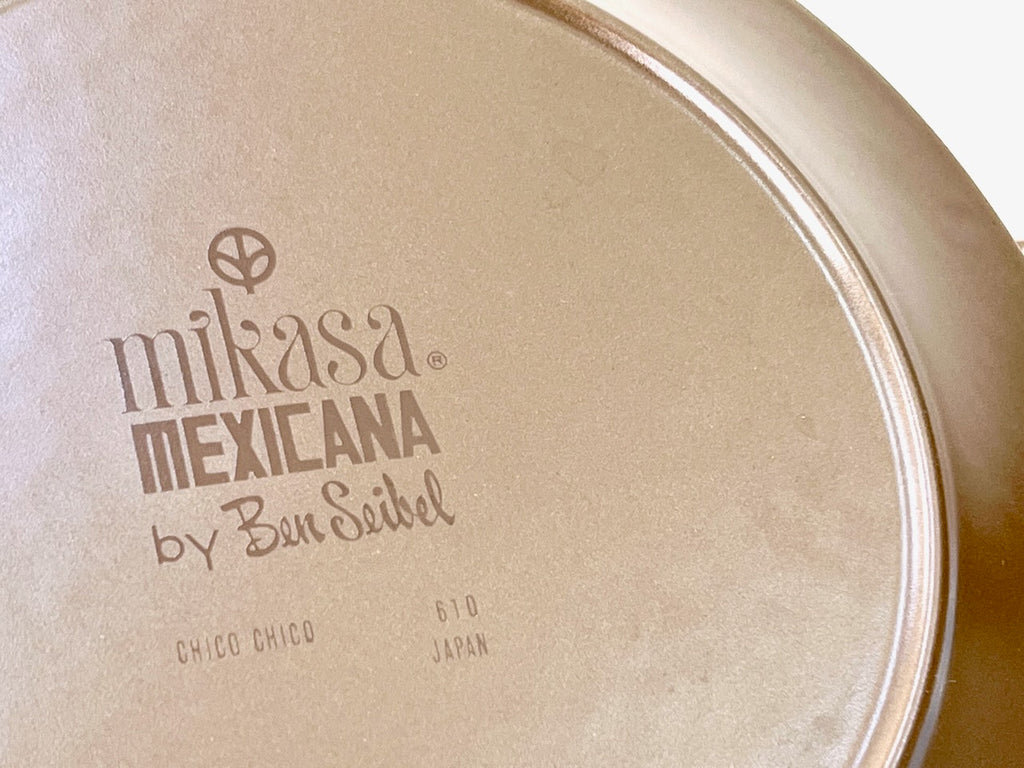 mikasa®
MEXICANA
by Ben Seibel
CHICO CHICO
610
JAPAN